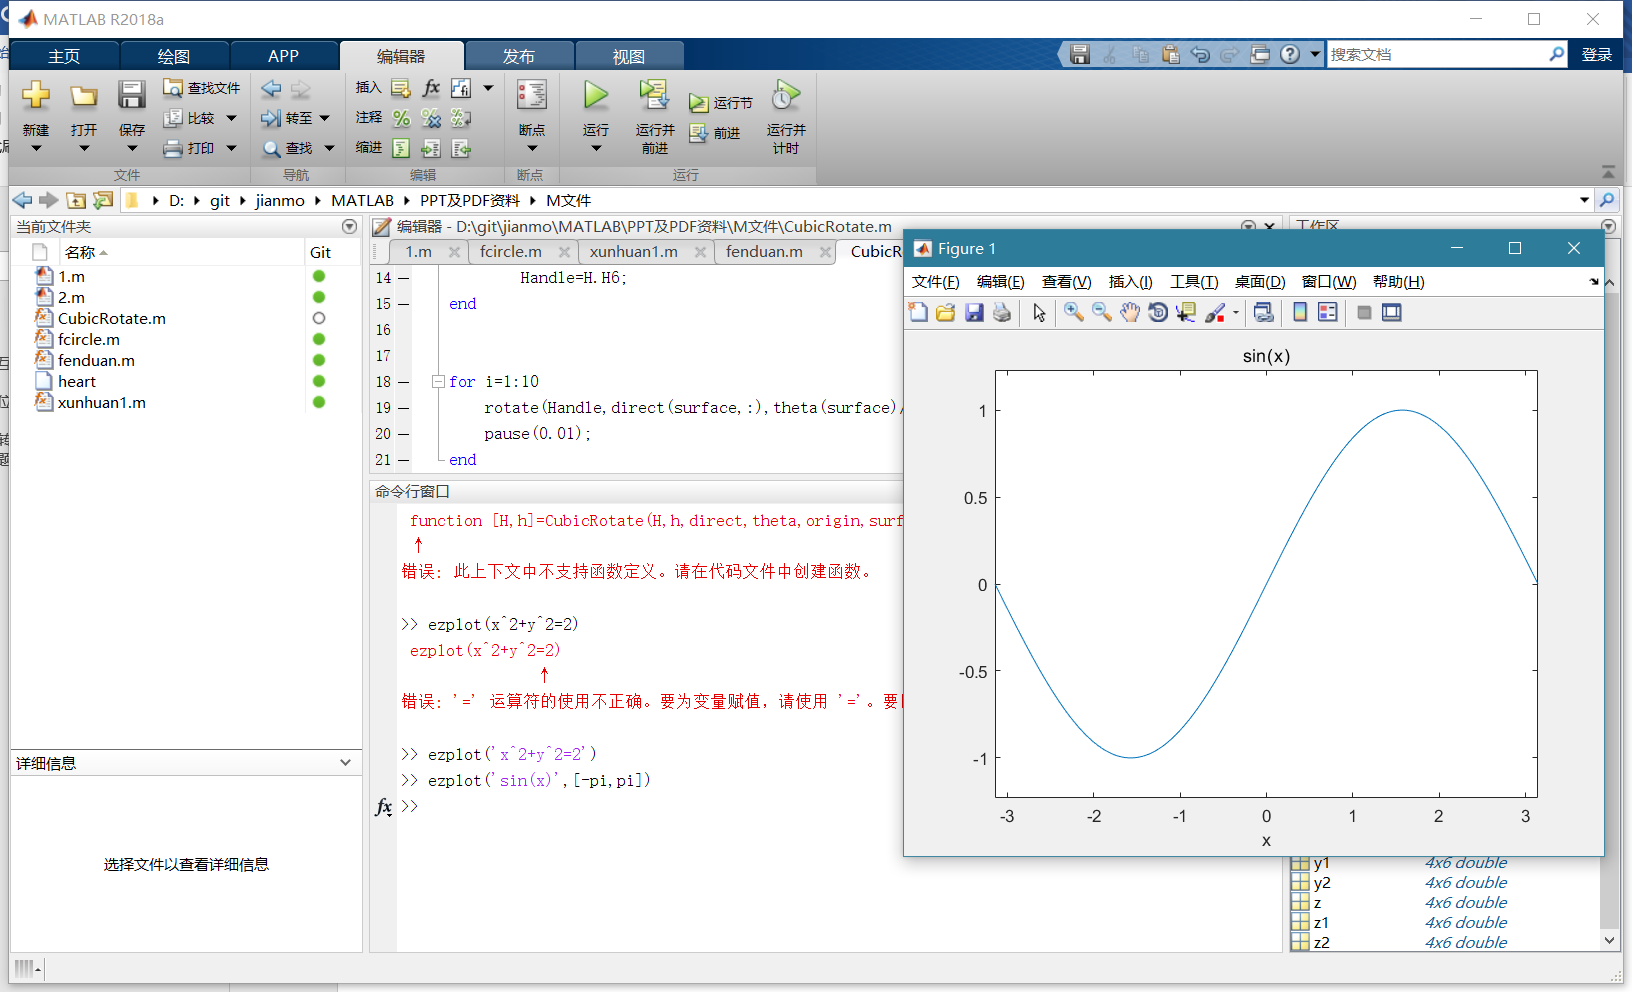 MATLAB R2018a
主页 绘图 APP 编辑器 发布 视图 搜索文档 登录
新建 打开 保存 查找文件 比较 打印 转至 查找 插入 注释 缩进 断点 运行 运行并前进 运行节 前进 运行并计时
文件 导航 编辑 断点 运行
D: git jianmo MATLAB PPT及PDF资料 M文件
当前文件夹
名称 Git
1.m
2.m
CubicRotate.m
fcircle.m
fenduan.m
heart
xunhuan1.m
详细信息
选择文件以查看详细信息
编辑器 - D:\git\jianmo\MATLAB\PPT及PDF资料\M文件\CubicRotate.m
1.m fcircle.m xunhuan1.m fenduan.m CubicR
14 — Handle=H.H6;
15 — end
16
17
18 — for i=1:10
19 — rotate(Handle,direct(surface,:),theta(surface)/
20 — pause(0.01);
21 — end
命令行窗口
function [H,h]=CubicRotate(H,h,direct,theta,origin,surf
↑
错误: 此上下文中不支持函数定义。请在代码文件中创建函数。
>> ezplot(x^2+y^2=2)
ezplot(x^2+y^2=2)
↑
错误: '=' 运算符的使用不正确。要为变量赋值，请使用 '='。要
>> ezplot('x^2+y^2=2')
>> ezplot('sin(x)',[-pi,pi])
fx >>
工作区
Figure 1
文件(F) 编辑(E) 查看(V) 插入(I) 工具(T) 桌面(D) 窗口(W) 帮助(H)
sin(x)
1
0.5
0
-0.5
-1
-3 -2 -1 0 1 2 3
x
y1 4x6 double
y2 4x6 double
z 4x6 double
z1 4x6 double
z2 4x6 double